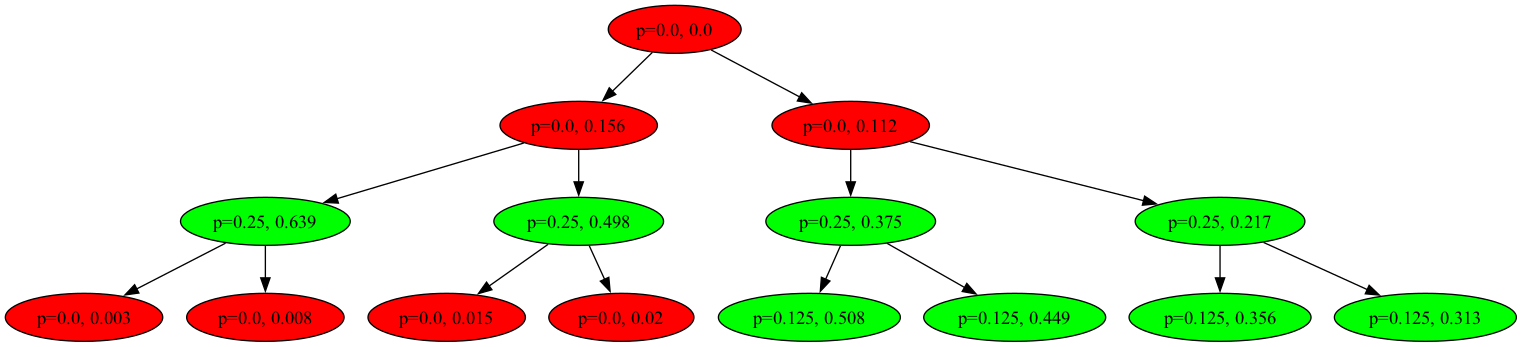 p=0.0, 0.0
p=0.0, 0.156
p=0.0, 0.112
p=0.25, 0.639
p=0.25, 0.498
p=0.25, 0.375
p=0.25, 0.217
p=0.0, 0.003
p=0.0, 0.008
p=0.0, 0.015
p=0.0, 0.02
p=0.125, 0.508
p=0.125, 0.449
p=0.125, 0.356
p=0.125, 0.313